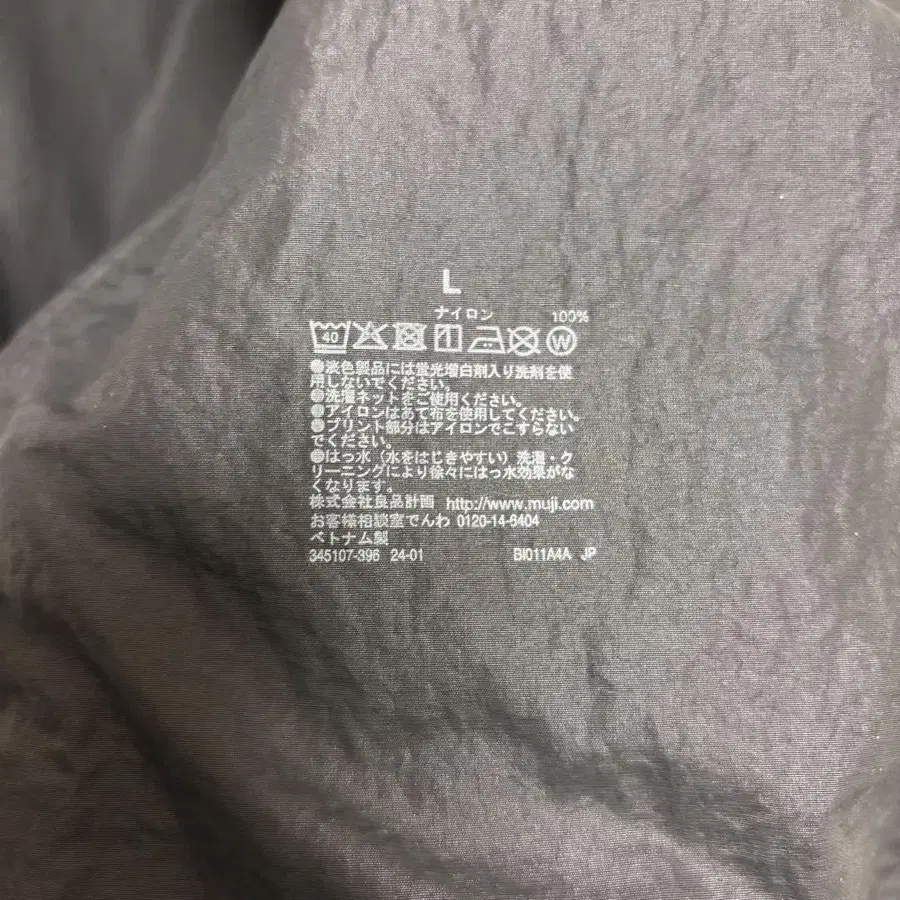 L
ナイロン 100%
40 W
●淡色製品には蛍光増白剤入り洗剤を使
用しないでください。
●洗濯ネットをご使用ください。
●アイロンはあて布を使用してください。
●プリント部分はアイロンでこすらない
でください。
●はっ水（水をはじきやすい）洗濯・ク
リーニングにより徐々にはっ水効果がな
くなります。
株式会社良品計画 http://www.muji.com
お客様相談室でんわ 0120-14-6404
ベトナム製
345107-396 24-01 BI011A4A JP